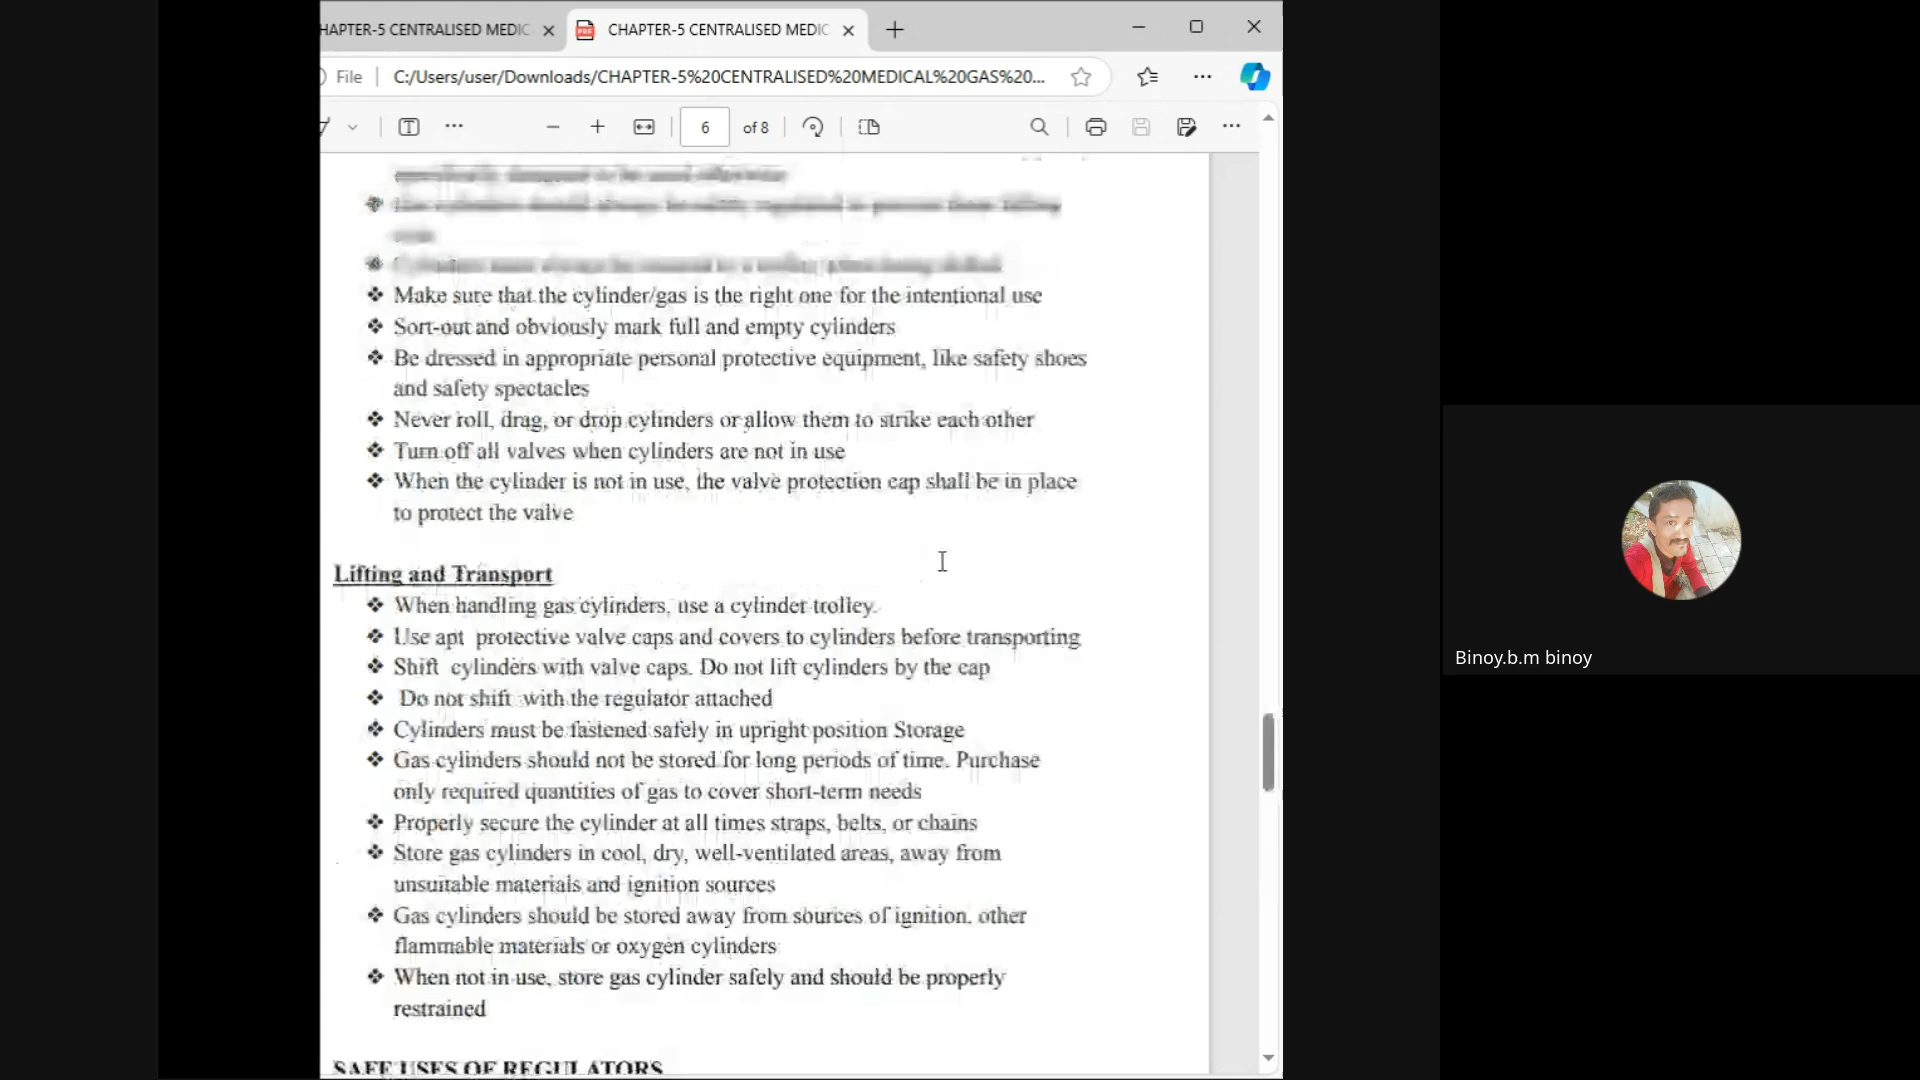 HAPTER-5 CENTRALISED MEDIC
CHAPTER-5 CENTRALISED MEDIC
File
C:/Users/user/Downloads/CHAPTER-5%20CENTRALISED%20MEDICAL%20GAS%20...
6 of 8
Make sure that the cylinder/gas is the right one for the intentional use
Sort-out and obviously mark full and empty cylinders
Be dressed in appropriate personal protective equipment, like safety shoes
and safety spectacles
Never roll, drag, or drop cylinders or allow them to strike each other
Turn off all valves when cylinders are not in use
When the cylinder is not in use, the valve protection cap shall be in place
to protect the valve
Lifting and Transport
When handling gas cylinders, use a cylinder trolley.
Use apt protective valve caps and covers to cylinders before transporting
Shift cylinders with valve caps. Do not lift cylinders by the cap
Do not shift with the regulator attached
Cylinders must be fastened safely in upright position Storage
Gas cylinders should not be stored for long periods of time. Purchase
only required quantities of gas to cover short-term needs
Properly secure the cylinder at all times straps, belts, or chains
Store gas cylinders in cool, dry, well-ventilated areas, away from
unsuitable materials and ignition sources
Gas cylinders should be stored away from sources of ignition, other
flammable materials or oxygen cylinders
When not in use, store gas cylinder safely and should be properly
restrained
SAFE USES OF REGULATORS
Binoy.b.m binoy